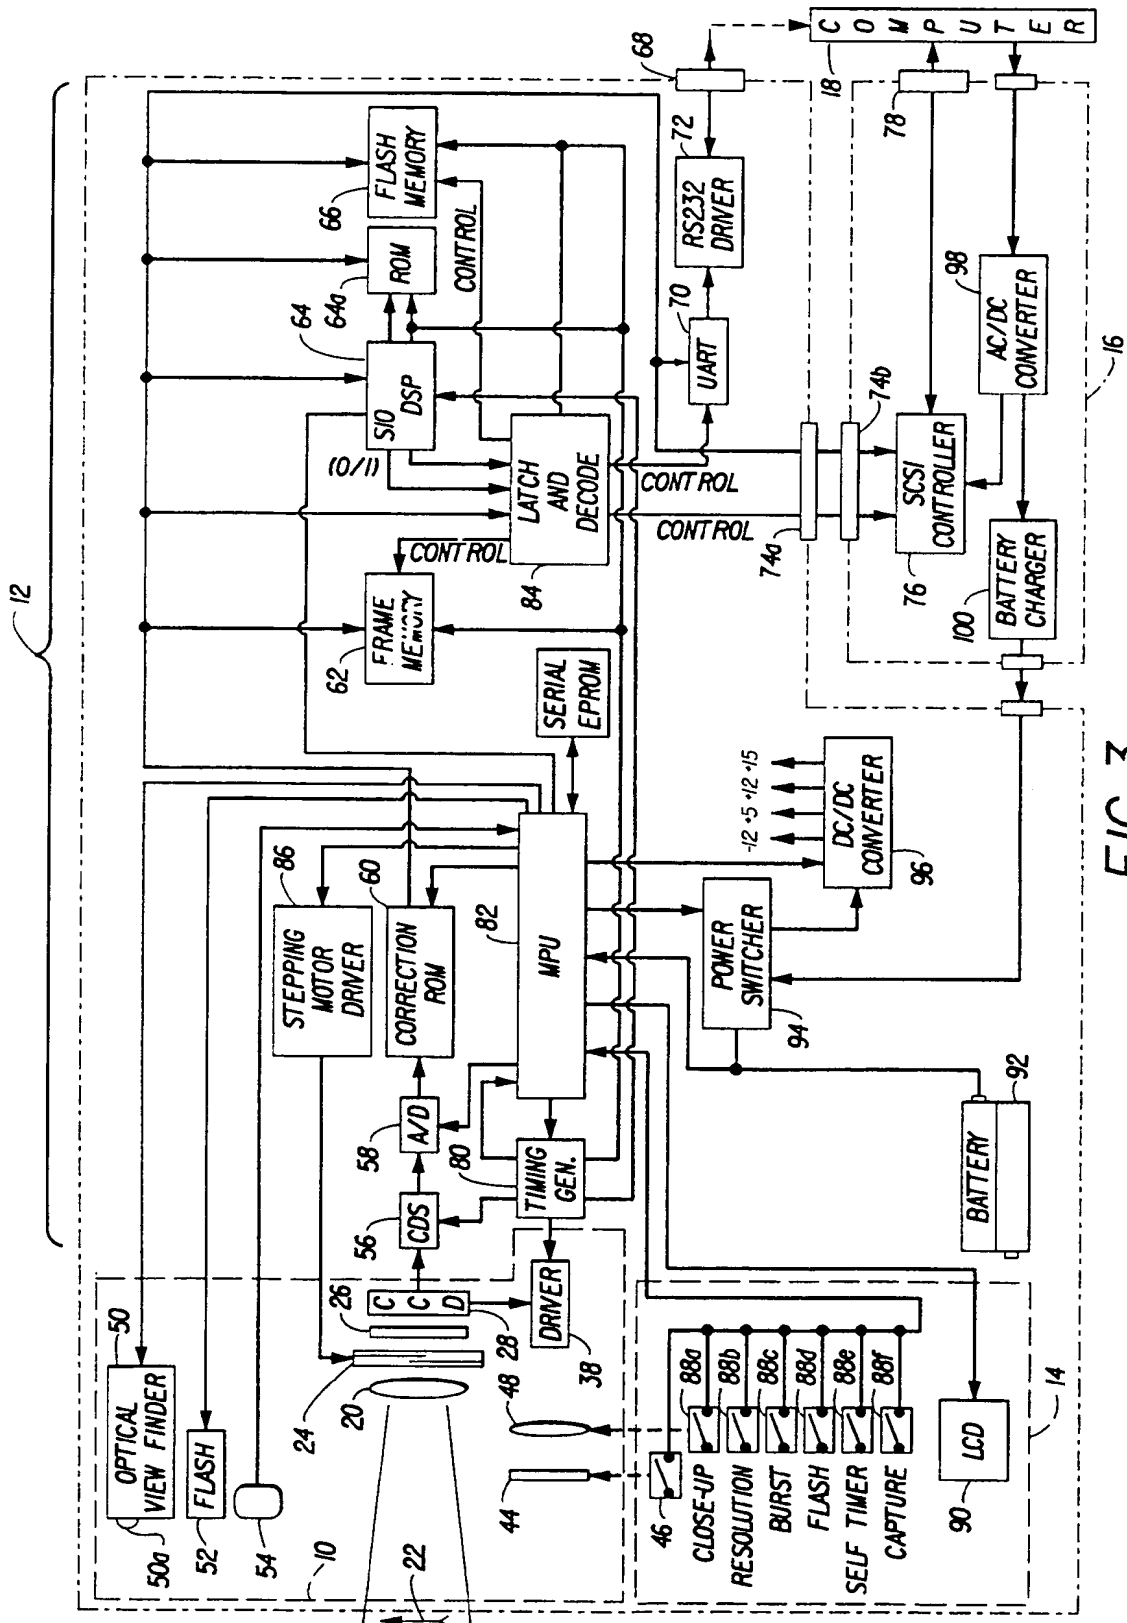 12
50
OPTICAL
VIEW FINDER
50a
FLASH
52
54
10
22
24
20
26
C
C
D
28
DRIVER
38
STEPPING
MOTOR
DRIVER
86
CORRECTION
ROM
60
A/D
58
CDS
56
TIMING
GEN.
80
MPU
82
SERIAL
EPROM
FRAME
MEMORY
62
CONTROL
LATCH
AND
DECODE
84
(0/1)
SIO
DSP
64
ROM
64a
FLASH
MEMORY
66
CONTROL
CONTROL
CONTROL
UART
70
RS232
DRIVER
72
68
C
O
M
P
U
T
E
R
18
78
74a
74b
SCSI
CONTROLLER
76
AC/DC
CONVERTER
98
BATTERY
CHARGER
100
16
44
48
46
CLOSE-UP
88a
RESOLUTION
88b
BURST
88c
FLASH
88d
SELF TIMER
88e
CAPTURE
88f
LCD
90
14
BATTERY
92
POWER
SWITCHER
94
DC/DC
CONVERTER
96
-12 +5 +12 +15
FIG. 3